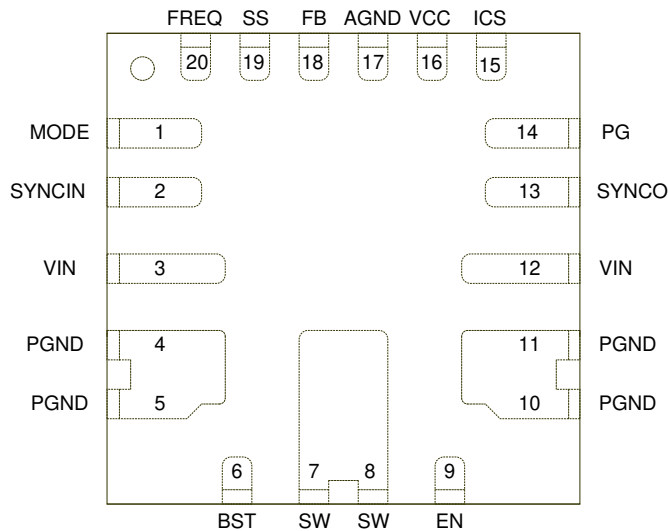 FREQ SS FB AGND VCC ICS
20 19 18 17 16 15
MODE 1 14 PG
SYNCIN 2 13 SYNCO
VIN 3 12 VIN
PGND 4 11 PGND
PGND 5 10 PGND
6 7 8 9
BST SW SW EN